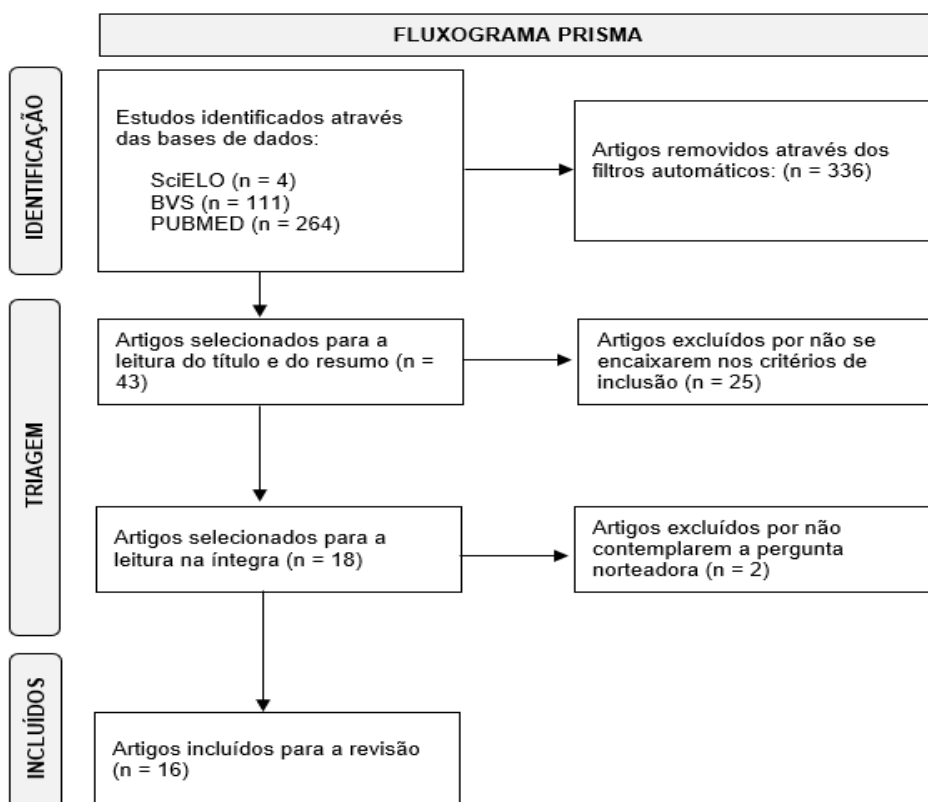 FLUXOGRAMA PRISMA
IDENTIFICAÇÃO
Estudos identificados através
das bases de dados:
SciELO (n = 4)
BVS (n = 111)
PUBMED (n = 264)
Artigos removidos através dos
filtros automáticos: (n = 336)
TRIAGEM
Artigos selecionados para a
leitura do título e do resumo (n =
43)
Artigos excluídos por não se
encaixarem nos critérios de
inclusão (n = 25)
Artigos selecionados para a
leitura na íntegra (n = 18)
Artigos excluídos por não
contemplarem a pergunta
norteadora (n = 2)
INCLUÍDOS
Artigos incluídos para a revisão
(n = 16)